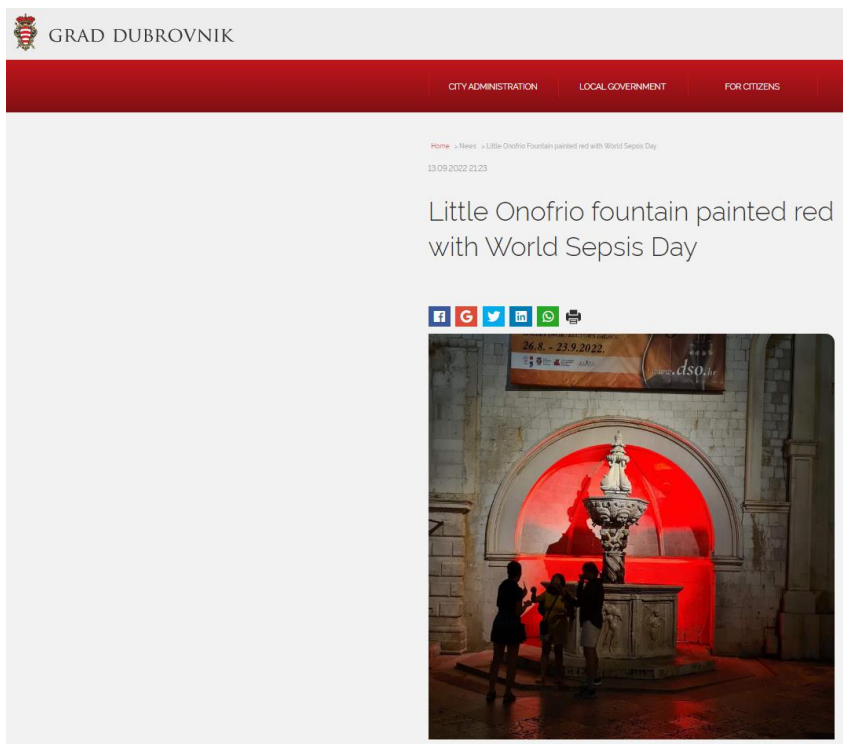 GRAD DUBROVNIK
CITY ADMINISTRATION LOCAL GOVERNMENT FOR CITIZENS
Home » News » Little Onofrio Fountain painted red with World Sepsis Day
13.09.2022 21:23
Little Onofrio fountain painted red
with World Sepsis Day
26.8. - 23.9.2022.
www.dso.hr